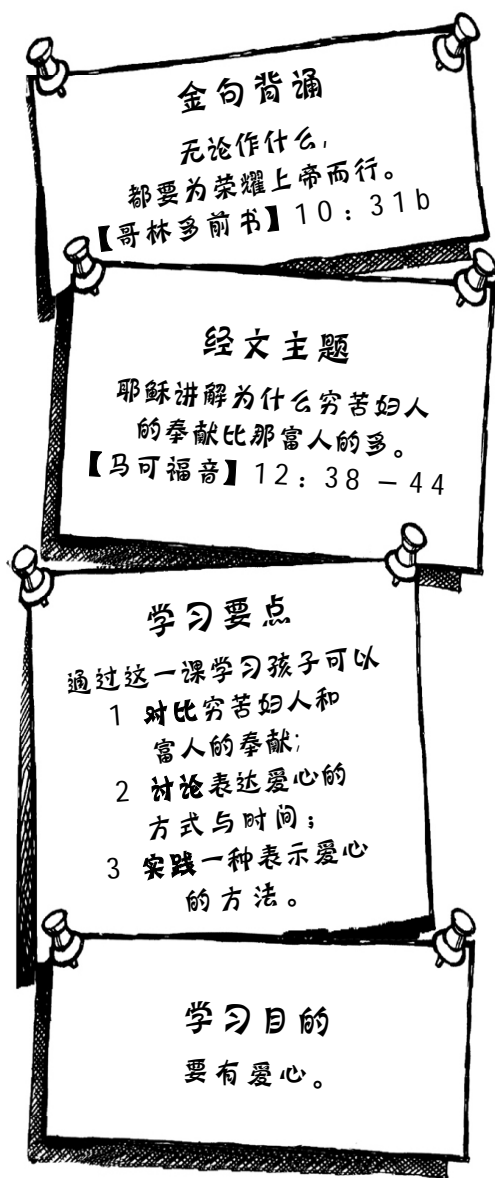 金句背诵
无论作什么,
都要为荣耀上帝而行。
【哥林多前书】10：31b
经文主题
耶稣讲解为什么穷苦妇人
的奉献比那富人的多。
【马可福音】12：38－44
学习要点
通过这一课学习孩子可以
1 对比穷苦妇人和
富人的奉献;
2 讨论表达爱心的
方式与时间；
3 实践一种表示爱心
的方法。
学习目的
要有爱心。